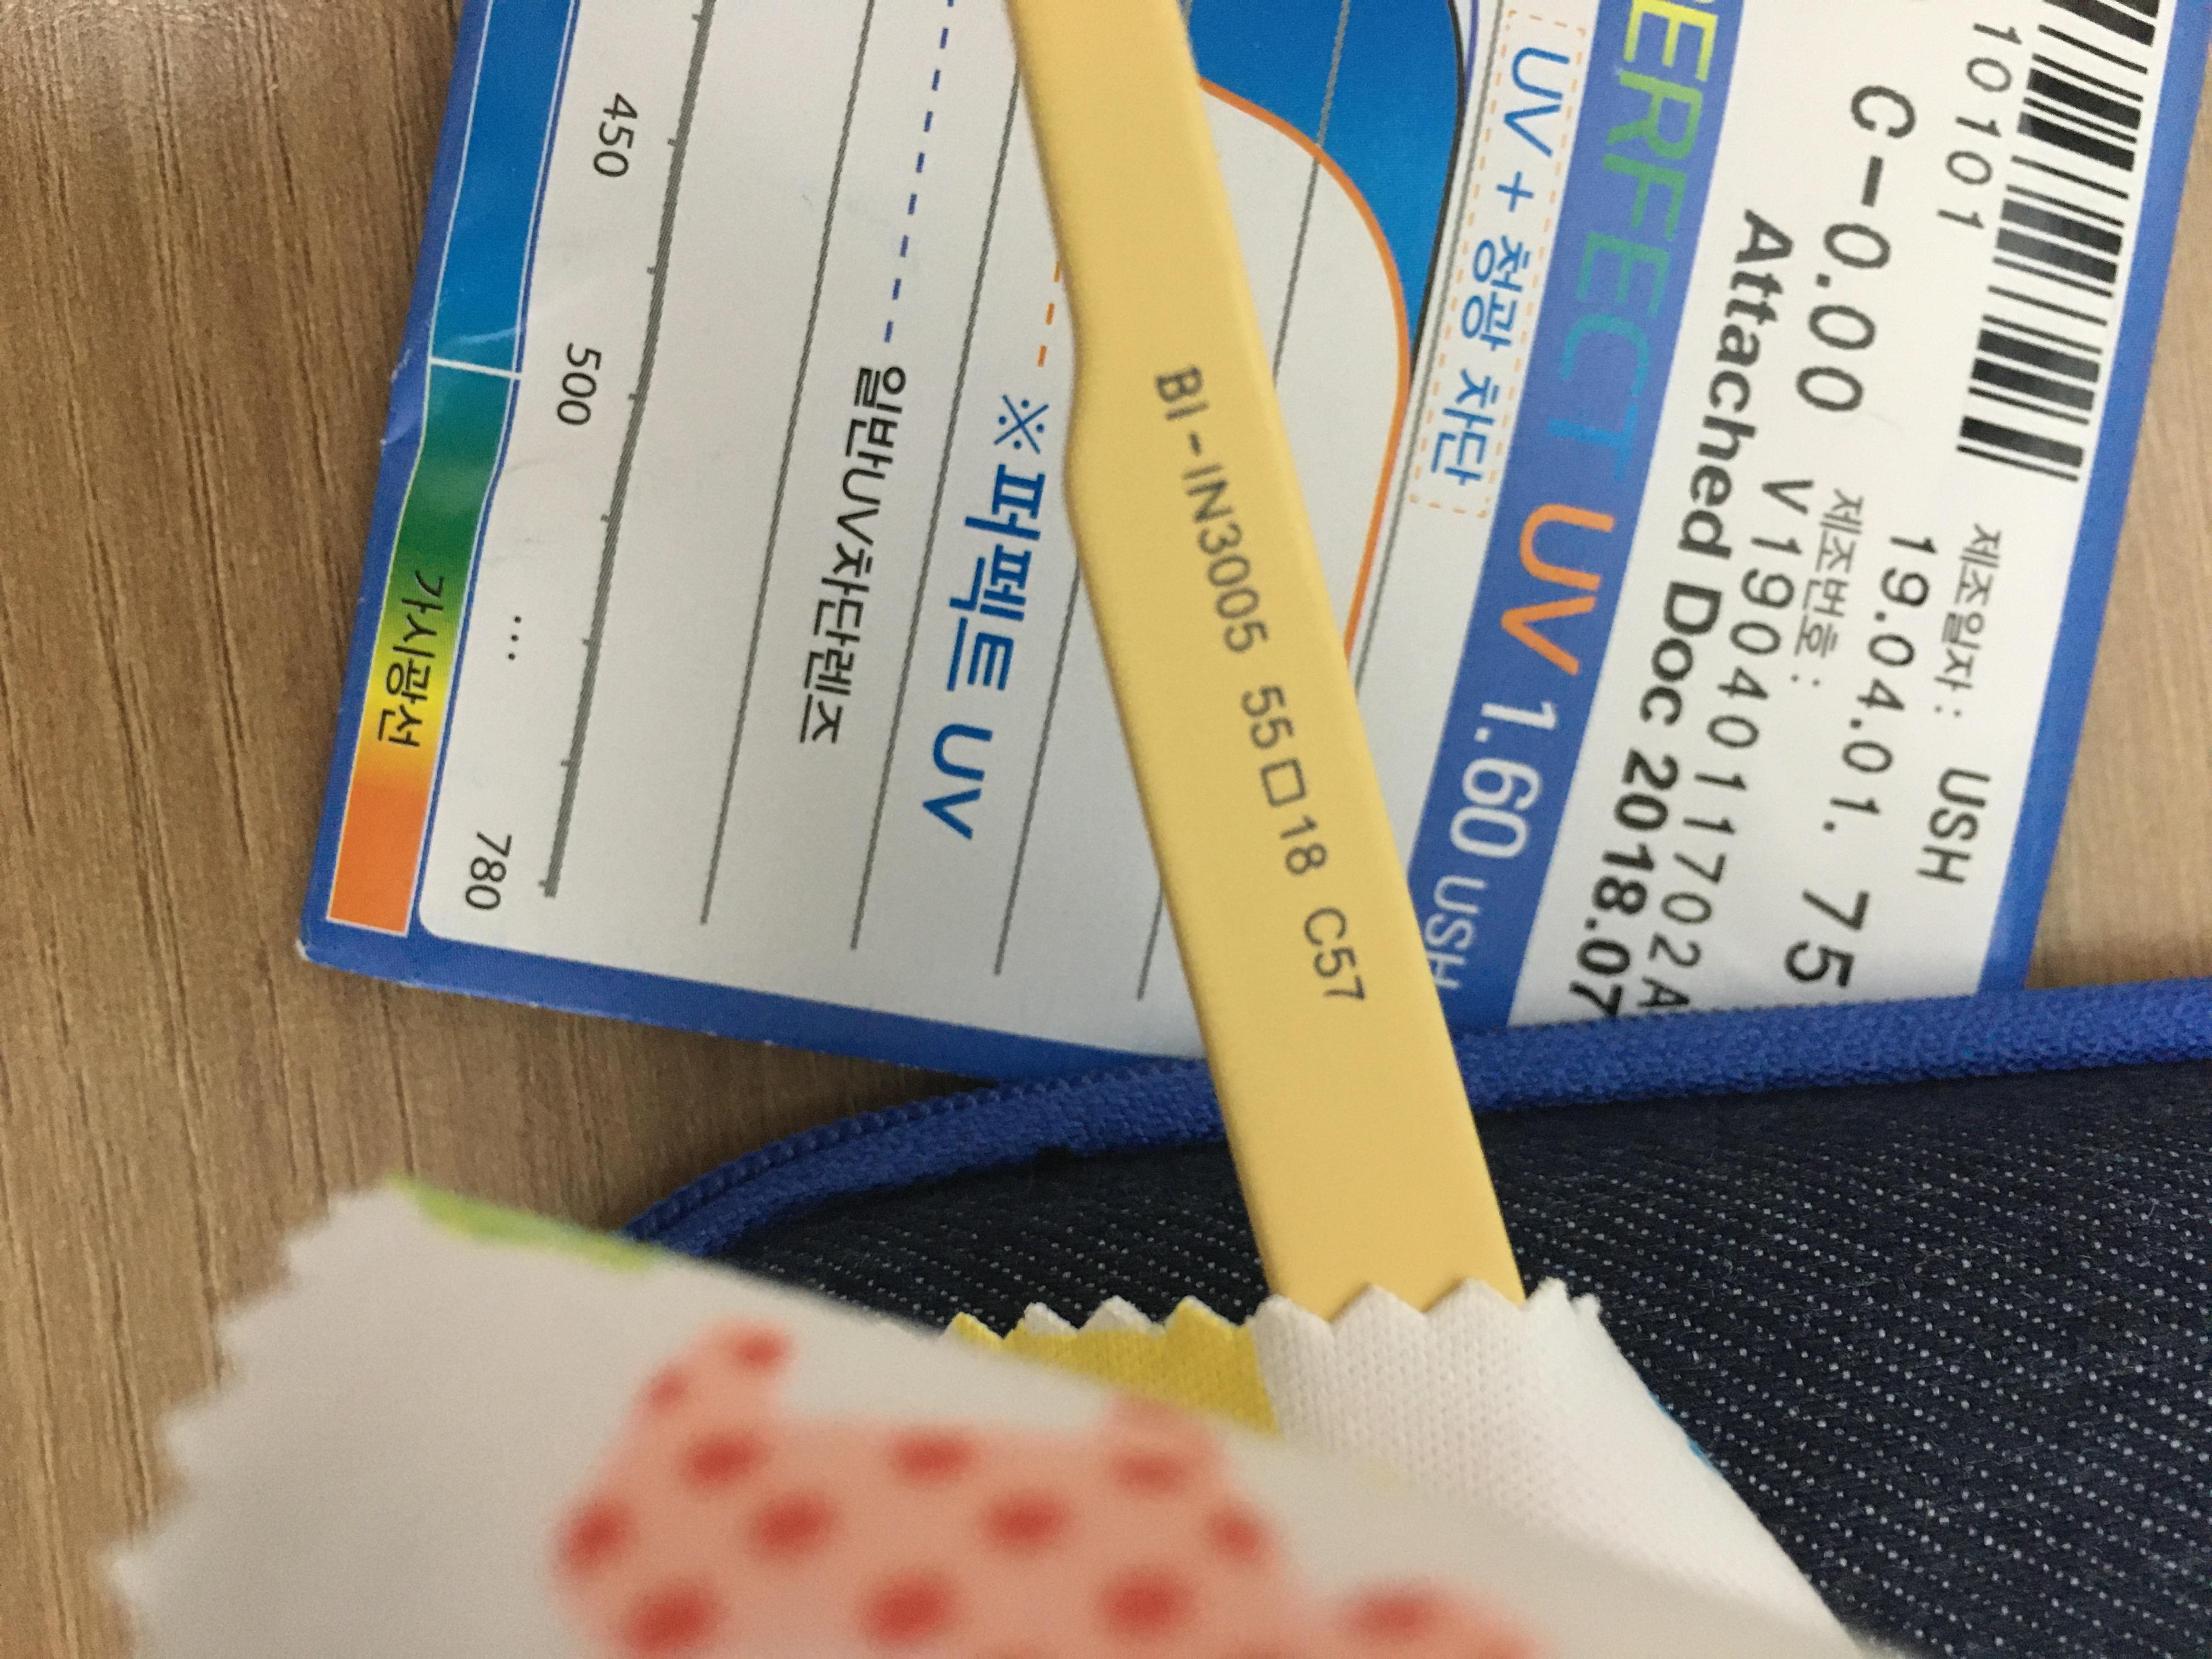 10101
제조일자 : USH
C-0.00
19.04.01. 75
제조번호 :
V1904011702A
Attached Doc 2018.07
ERFECT UV 1.60 USH
UV + 청광 차단
BI-IN3005 55□18 C57
※퍼펙트 UV
일반UV차단렌즈
450 500 ... 780
가시광선